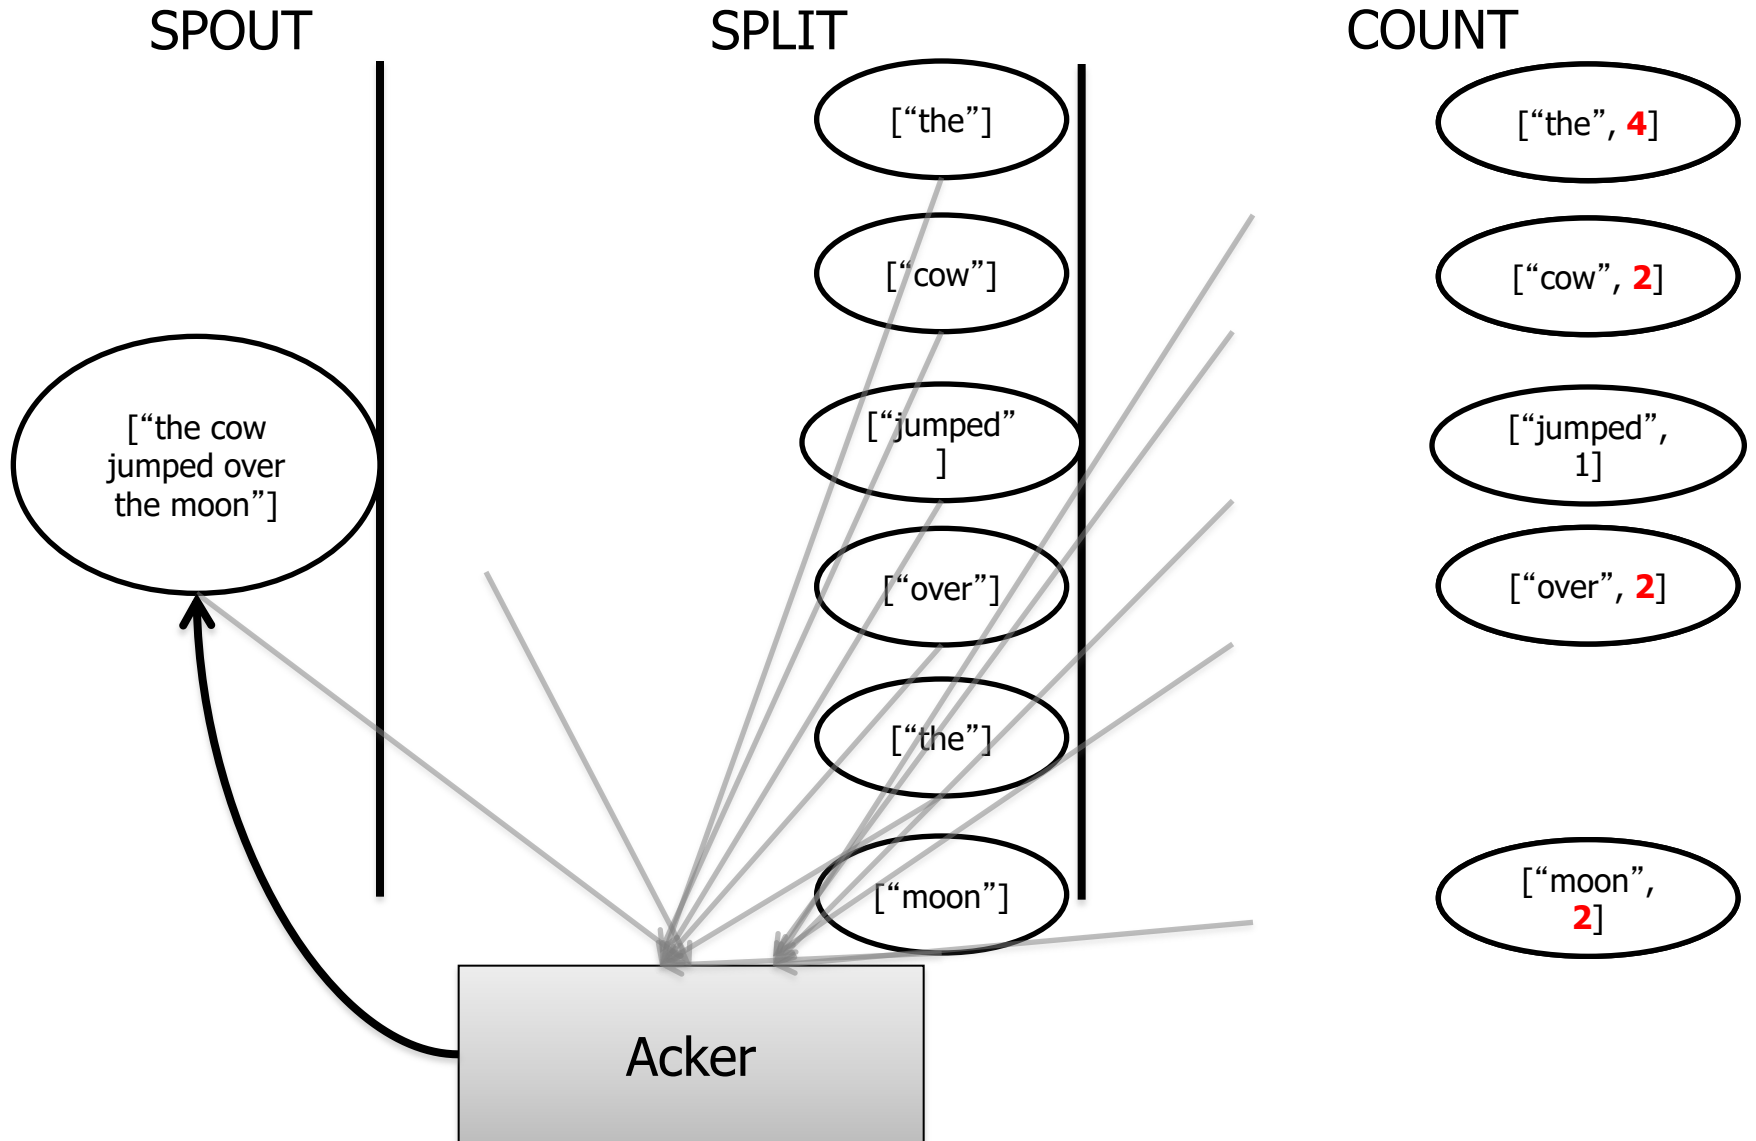 SPOUT
SPLIT
COUNT
[“the”]
[“the”, 4]
[“cow”]
[“cow”, 2]
[“the cow
jumped over
the moon”]
[“jumped”
]
[“jumped”,
1]
[“over”]
[“over”, 2]
[“the”]
[“moon”]
[“moon”,
2]
Acker